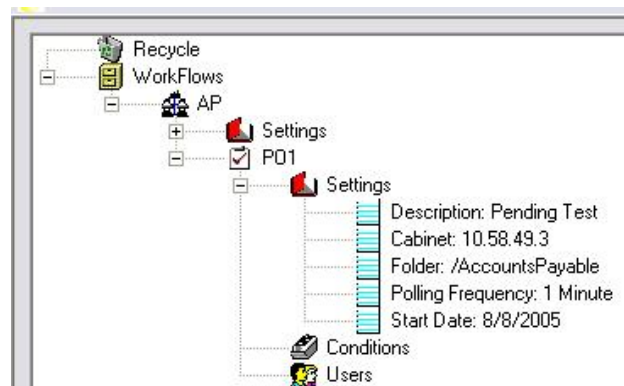 Recycle
WorkFlows
AP
Settings
PO1
Settings
Description: Pending Test
Cabinet: 10.58.49.3
Folder: /AccountsPayable
Polling Frequency: 1 Minute
Start Date: 8/8/2005
Conditions
Users